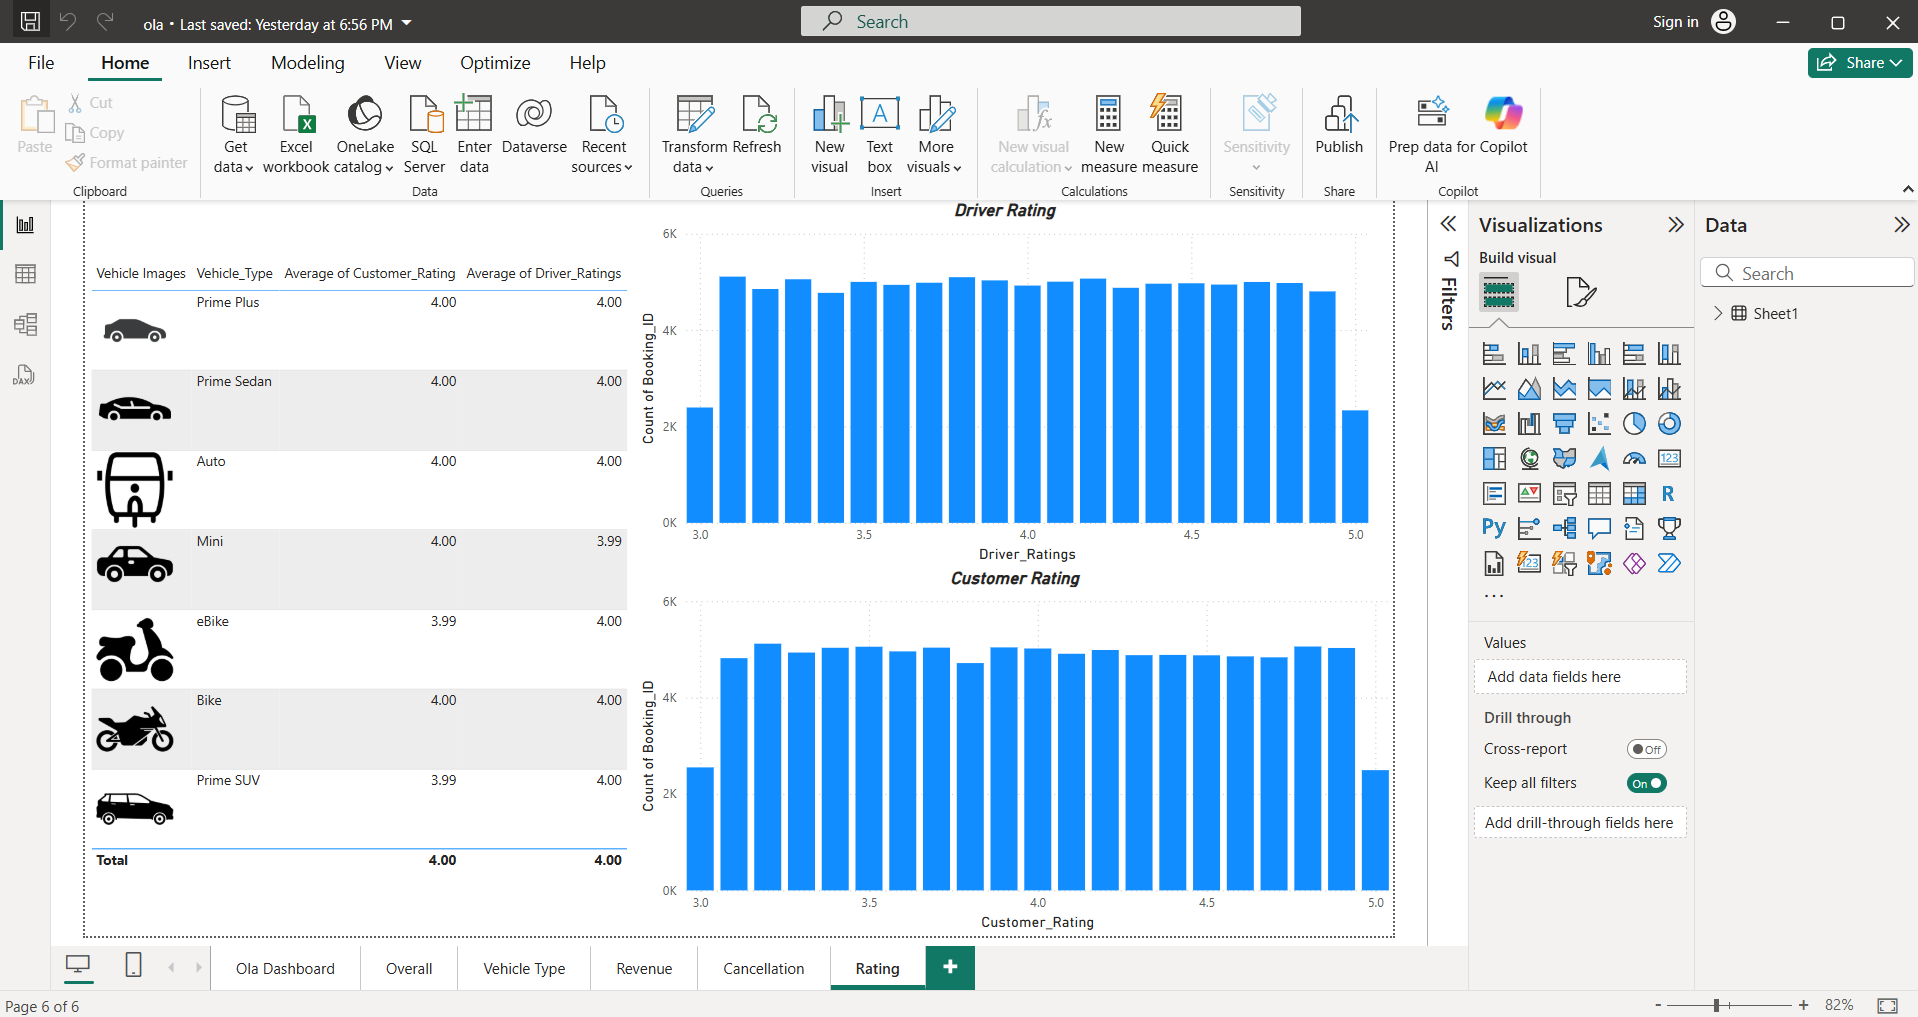 ola • Last saved: Yesterday at 6:56 PM
Search
Sign in
File
Home
Insert
Modeling
View
Optimize
Help
Share
Paste
Cut
Copy
Format painter
Clipboard
Get data
Excel workbook
OneLake catalog
SQL Server
Enter data
Dataverse
Recent sources
Data
Transform data
Refresh
Queries
New visual
Text box
More visuals
Insert
New visual calculation
New measure
Quick measure
Calculations
Sensitivity
Sensitivity
Publish
Share
Prep data for AI
Copilot
Copilot
Vehicle Images Vehicle_Type Average of Customer_Rating Average of Driver_Ratings
Prime Plus 4.00 4.00
Prime Sedan 4.00 4.00
Auto 4.00 4.00
Mini 4.00 3.99
eBike 3.99 4.00
Bike 4.00 4.00
Prime SUV 3.99 4.00
Total 4.00 4.00
Driver Rating
Count of Booking_ID
6K
4K
2K
0K
3.0 3.5 4.0 4.5 5.0
Driver_Ratings
Customer Rating
Count of Booking_ID
6K
4K
2K
0K
3.0 3.5 4.0 4.5 5.0
Customer_Rating
Filters
Visualizations
Build visual
123
R
Py
123
...
Values
Add data fields here
Drill through
Cross-report
Off
Keep all filters
On
Add drill-through fields here
Data
Search
Sheet1
DAX
Ola Dashboard
Overall
Vehicle Type
Revenue
Cancellation
Rating
+
Page 6 of 6
- + 82%